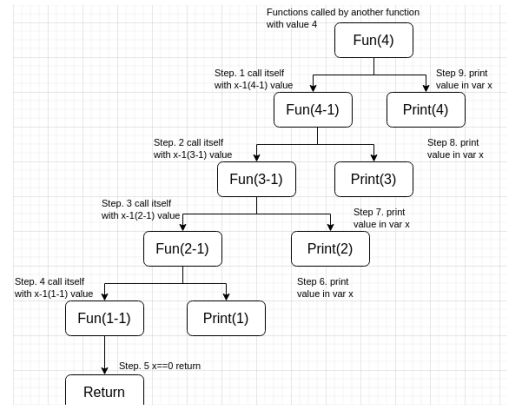 Functions called by another function
with value 4
Fun(4)
Step. 1 call itself
with x-1(4-1) value
Step 9. print
value in var x
Fun(4-1)
Print(4)
Step. 2 call itself
with x-1(3-1) value
Step 8. print
value in var x
Fun(3-1)
Print(3)
Step. 3 call itself
with x-1(2-1) value
Step 7. print
value in var x
Fun(2-1)
Print(2)
Step. 4 call itself
with x-1(1-1) value
Step 6. print
value in var x
Fun(1-1)
Print(1)
Step. 5 x==0 return
Return